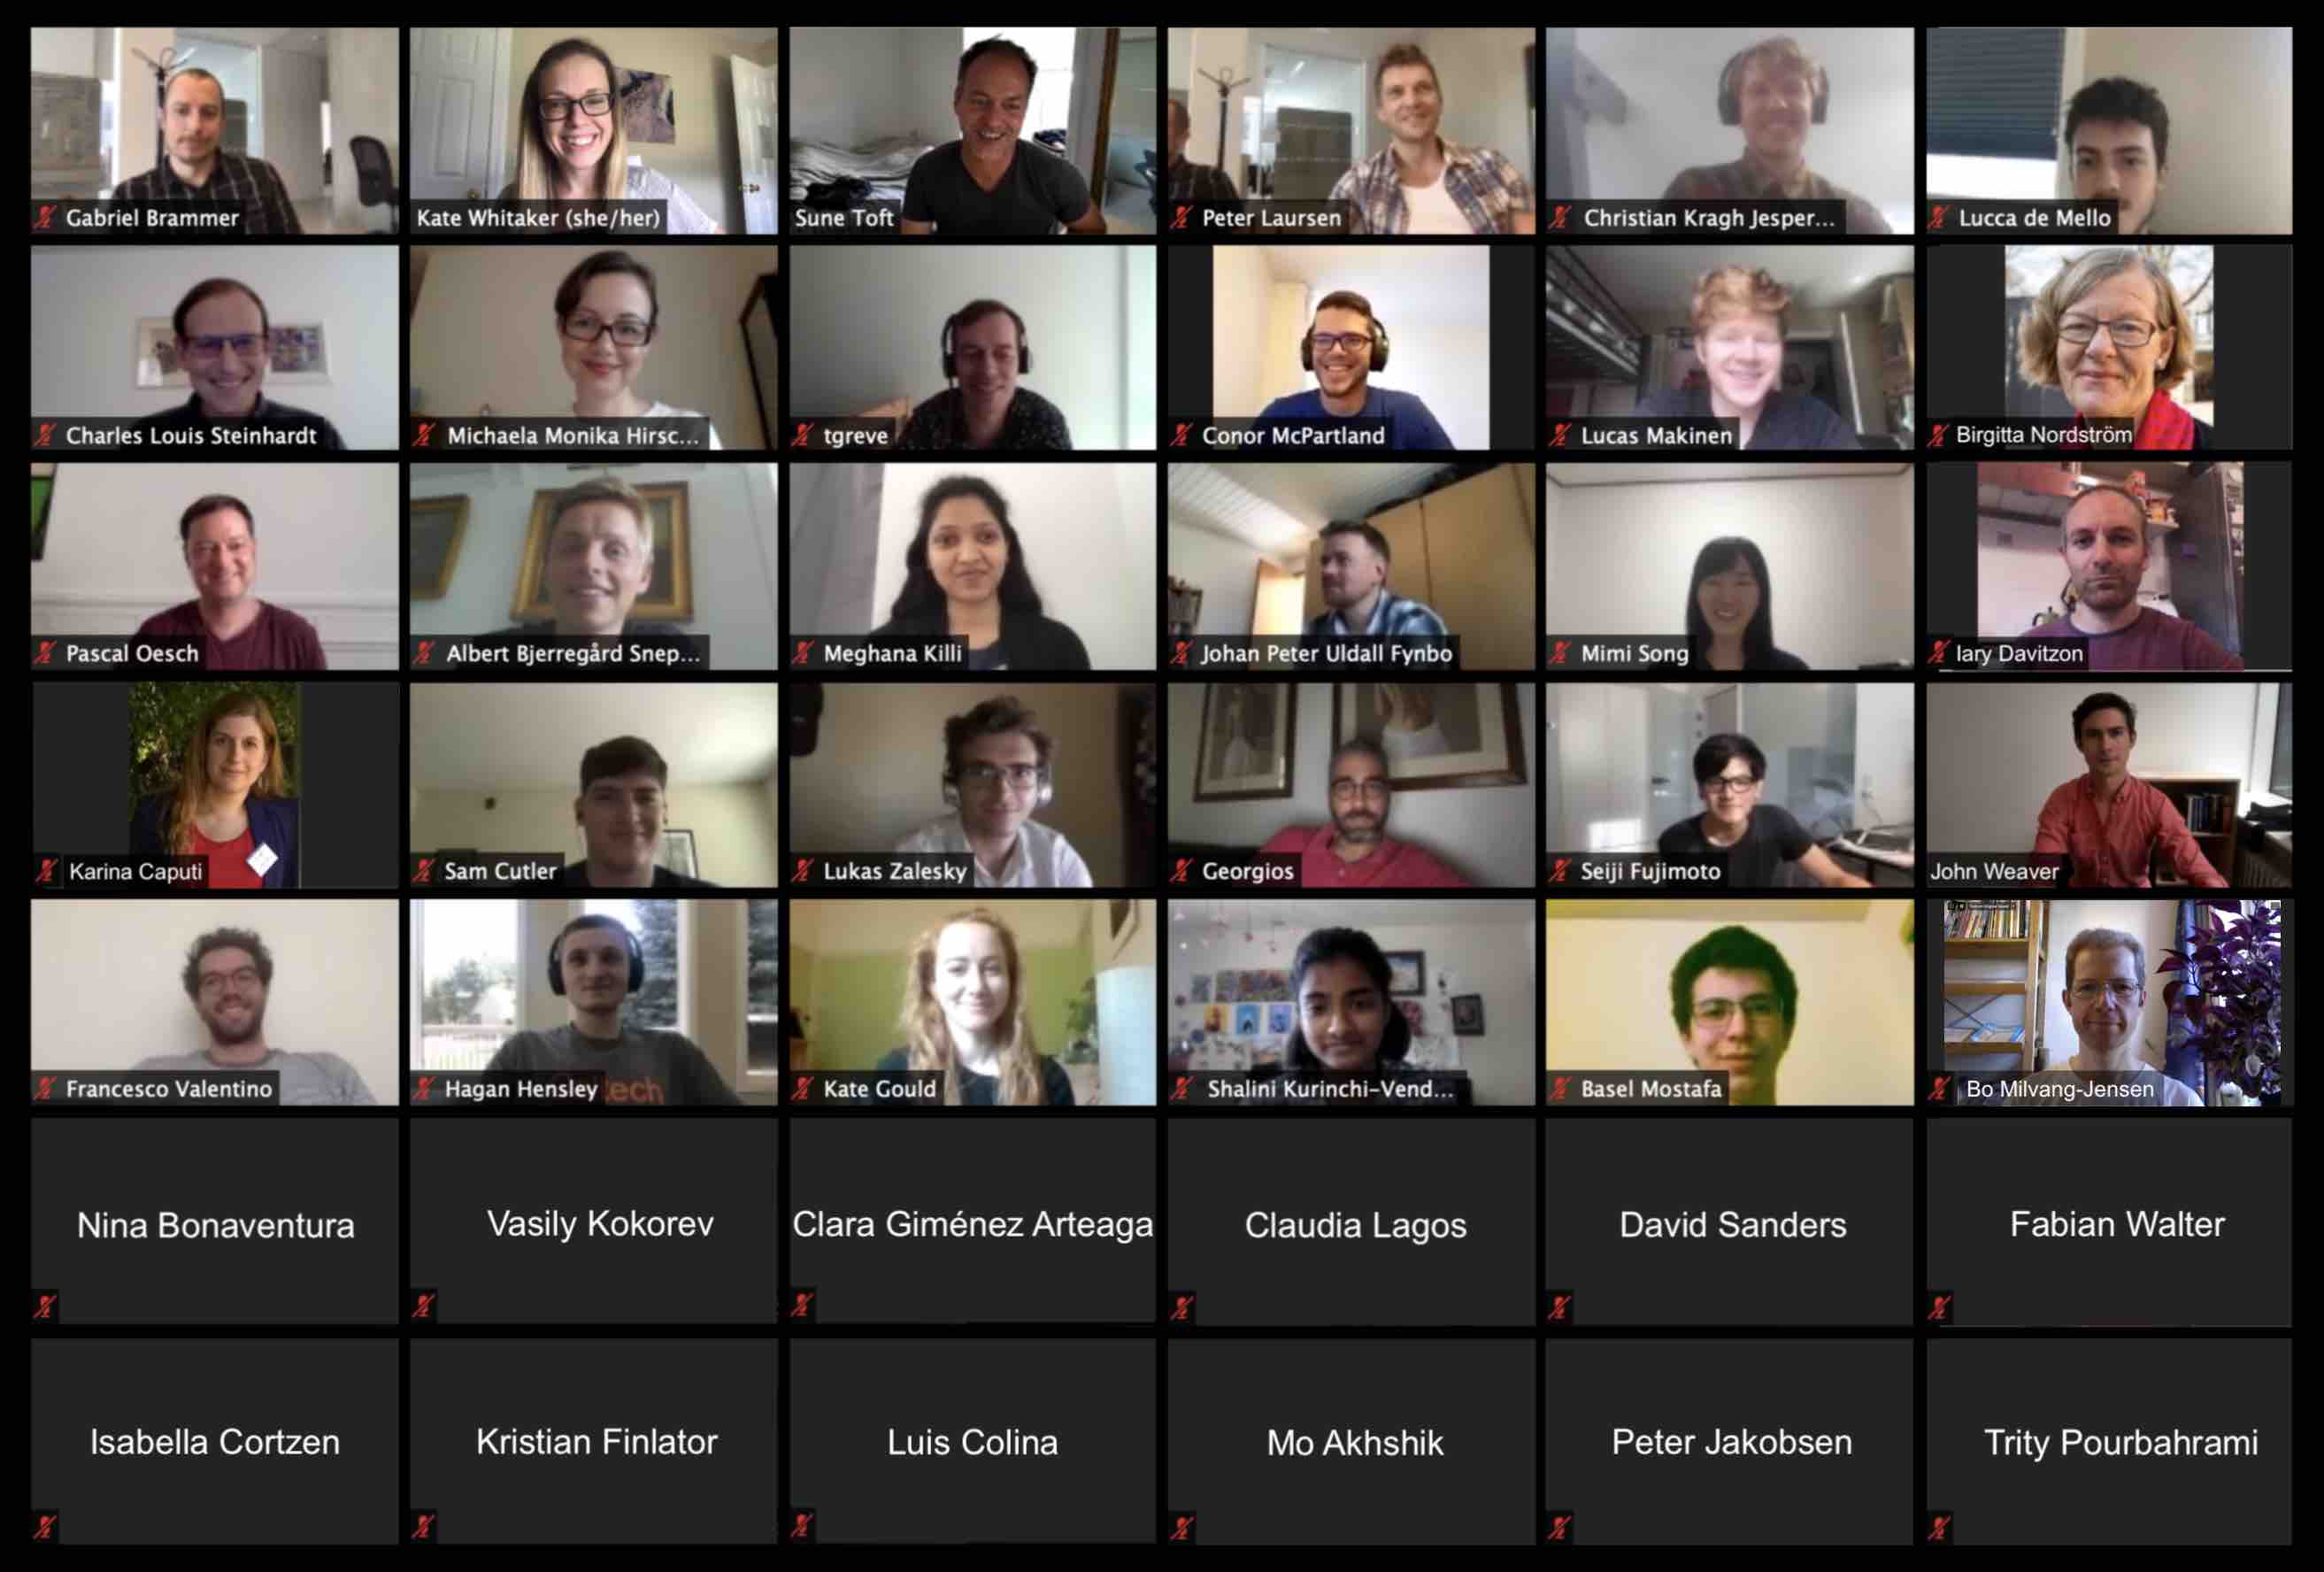 Gabriel Brammer
Kate Whitaker (she/her)
Sune Toft
Peter Laursen
Christian Kragh Jesper...
Lucca de Mello
Charles Louis Steinhardt
Michaela Monika Hirsc...
tgreve
Conor McPartland
Lucas Makinen
Birgitta Nordström
Pascal Oesch
Albert Bjerregård Snep...
Meghana Killi
Johan Peter Uldall Fynbo
Mimi Song
Iary Davitzon
Karina Caputi
Sam Cutler
Lukas Zalesky
Georgios
Seiji Fujimoto
John Weaver
Francesco Valentino
Hagan Hensley
ech
Kate Gould
Shalini Kurinchi-Vend...
Basel Mostafa
Bo Milvang-Jensen
Nina Bonaventura
Vasily Kokorev
Clara Giménez Arteaga
Claudia Lagos
David Sanders
Fabian Walter
Isabella Cortzen
Kristian Finlator
Luis Colina
Mo Akhshik
Peter Jakobsen
Trity Pourbahrami